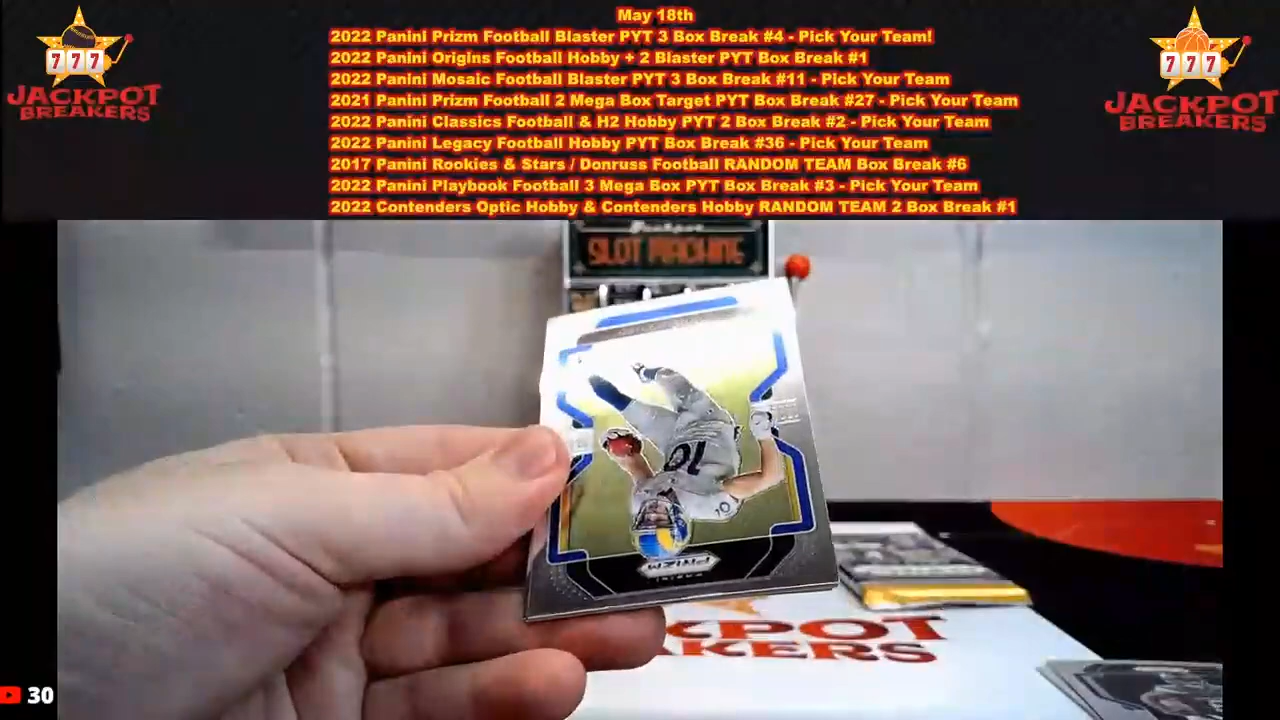 May 18th
2022 Panini Prizm Football Blaster PYT 3 Box Break #4 - Pick Your Team!
2022 Panini Origins Football Hobby + 2 Blaster PYT Box Break #1
2022 Panini Mosaic Football Blaster PYT 3 Box Break #11 - Pick Your Team
2021 Panini Prizm Football 2 Mega Box Target PYT Box Break #27 - Pick Your Team
2022 Panini Classics Football & H2 Hobby PYT 2 Box Break #2 - Pick Your Team
2022 Panini Legacy Football Hobby PYT Box Break #36 - Pick Your Team
2017 Panini Rookies & Stars / Donruss Football RANDOM TEAM Box Break #6
2022 Panini Playbook Football 3 Mega Box PYT Box Break #3 - Pick Your Team
2022 Contenders Optic Hobby & Contenders Hobby RANDOM TEAM 2 Box Break #1
777
JACKPOT
BREAKERS
777
JACKPOT
BREAKERS
SLOT MACHINE
10
PRIZM
PANINI
KPOT
KERS
30